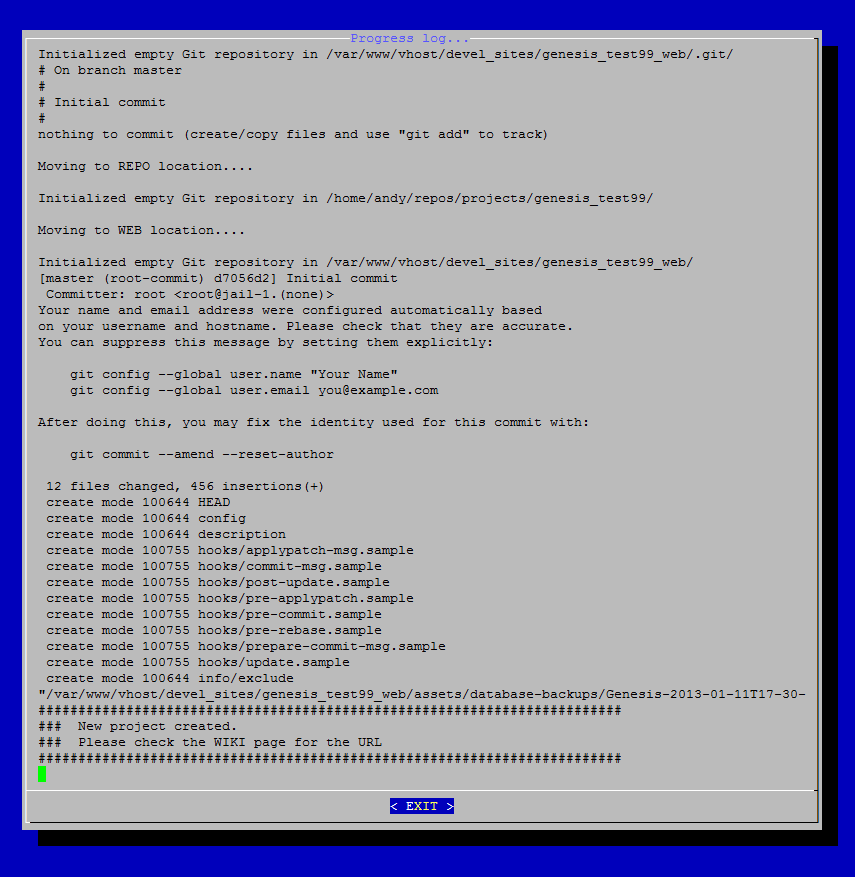 Progress log...
Initialized empty Git repository in /var/www/vhost/devel_sites/genesis_test99_web/.git/
# On branch master
#
# Initial commit
#
nothing to commit (create/copy files and use "git add" to track)
Moving to REPO location....
Initialized empty Git repository in /home/andy/repos/projects/genesis_test99/
Moving to WEB location....
Initialized empty Git repository in /var/www/vhost/devel_sites/genesis_test99_web/
[master (root-commit) d7056d2] Initial commit
 Committer: root <root@jail-1.(none)>
Your name and email address were configured automatically based
on your username and hostname. Please check that they are accurate.
You can suppress this message by setting them explicitly:
    git config --global user.name "Your Name"
    git config --global user.email you@example.com
After doing this, you may fix the identity used for this commit with:
    git commit --amend --reset-author
 12 files changed, 456 insertions(+)
 create mode 100644 HEAD
 create mode 100644 config
 create mode 100644 description
 create mode 100755 hooks/applypatch-msg.sample
 create mode 100755 hooks/commit-msg.sample
 create mode 100755 hooks/post-update.sample
 create mode 100755 hooks/pre-applypatch.sample
 create mode 100755 hooks/pre-commit.sample
 create mode 100755 hooks/pre-rebase.sample
 create mode 100755 hooks/prepare-commit-msg.sample
 create mode 100755 hooks/update.sample
 create mode 100644 info/exclude
"/var/www/vhost/devel_sites/genesis_test99_web/assets/database-backups/Genesis-2013-01-11T17-30-
#########################################################################
###  New project created.
###  Please check the WIKI page for the URL
#########################################################################
< EXIT >